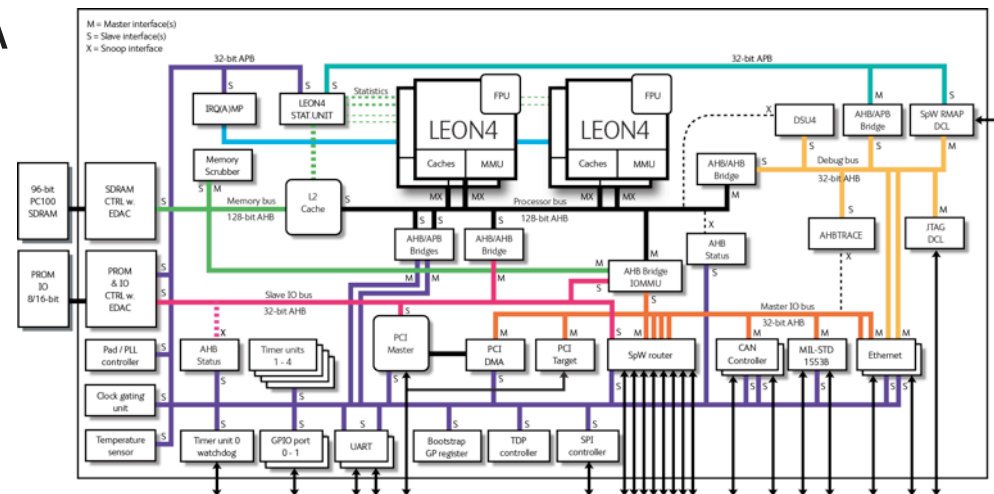 A
M = Master interface(s)
S = Slave interface(s)
X = Snoop interface
32-bit APB
32-bit APB
S
S
S
M
S
X
IRQ(A)MP
LEON4
STAT.UNIT
Statistics
FPU
LEON4
Caches
MMU
FPU
LEON4
Caches
MMU
DSU4
AHB/APB
Bridge
SpW RMAP
DCL
S
S
M
Memory
Scrubber
S
M
AHB/AHB
Bridge
S
Debug bus
32-bit AHB
96-bit
PC100
SDRAM
SDRAM
CTRL w.
EDAC
S
Memory bus
128-bit AHB
L2
Cache
S
MX
MX
Processor bus
128-bit AHB
M
S
S
S
X
S
M
AHB/APB
Bridges
AHB/AHB
Bridge
AHB
Status
AHBTRACE
JTAG
DCL
M
M
M
M
M
AHB Bridge
IOMMU
S
S
S
X
PROM
IO
8/16-bit
PROM
& IO
CTRL w.
EDAC
S
S
Slave IO bus
32-bit AHB
Master IO bus
32-bit AHB
X
S
M
M
S
M
M
M
M
Pad / PLL
controller
S
AHB
Status
Timer units
1 - 4
PCI
Master
PCI
DMA
PCI
Target
SpW router
CAN
Controller
MIL-STD
1553B
Ethernet
S
S
S
S
S
S
S
S
Clock gating
unit
S
Temperature
sensor
S
S
S
S
S
S
S
Timer unit 0
watchdog
GPIO port
0 - 1
UART
Bootstrap
GP register
TDP
controller
SPI
controller